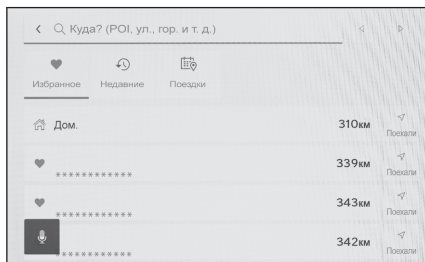 Куда? (POI, ул., гор. и т. д.)
Избранное Недавние Поездки
Дом. 310км Поехали
************ 339км Поехали
************ 343км Поехали
************ 342км Поехали